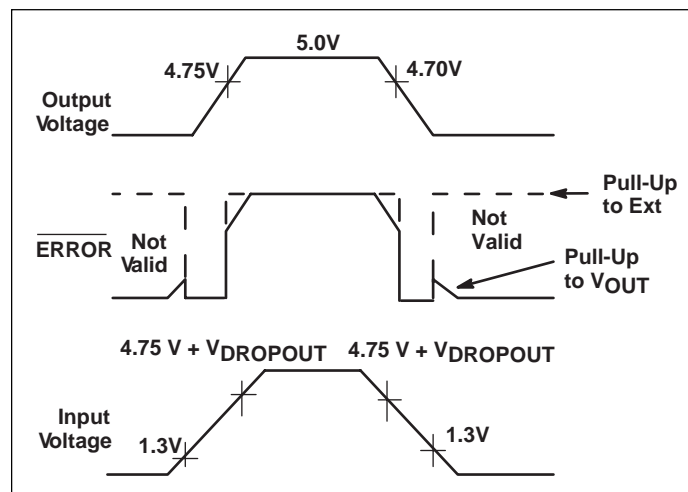 5.0V
4.75V
4.70V
Output
Voltage
Pull-Up
to Ext
Not
Valid
Not
Valid
ERROR
Pull-Up
to VOUT
4.75 V + VDROPOUT
4.75 V + VDROPOUT
Input
Voltage
1.3V
1.3V